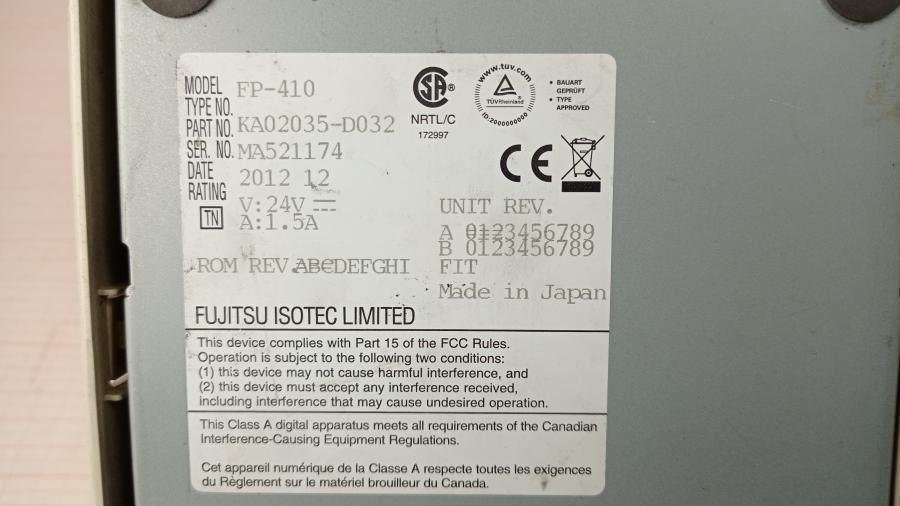 MODEL FP-410
TYPE NO.
PART NO. KA02035-D032
SER. NO. MA521174
DATE 2012 12
RATING V:24V
A:1.5A
TN
SA®
NRTL/C
172997
www.tuv.com
TÜVRheinland®
ID:2000000000
• BAUART
GEPRÜFT
• TYPE
APPROVED
CE
UNIT REV.
A 0123456789
B 0123456789
ROM REV ABCDEFGHI
FIT
Made in Japan
FUJITSU ISOTEC LIMITED
This device complies with Part 15 of the FCC Rules.
Operation is subject to the following two conditions:
(1) this device may not cause harmful interference, and
(2) this device must accept any interference received,
including interference that may cause undesired operation.
This Class A digital apparatus meets all requirements of the Canadian
Interference-Causing Equipment Regulations.
Cet appareil numérique de la Classe A respecte toutes les exigences
du Règlement sur le matériel brouilleur du Canada.